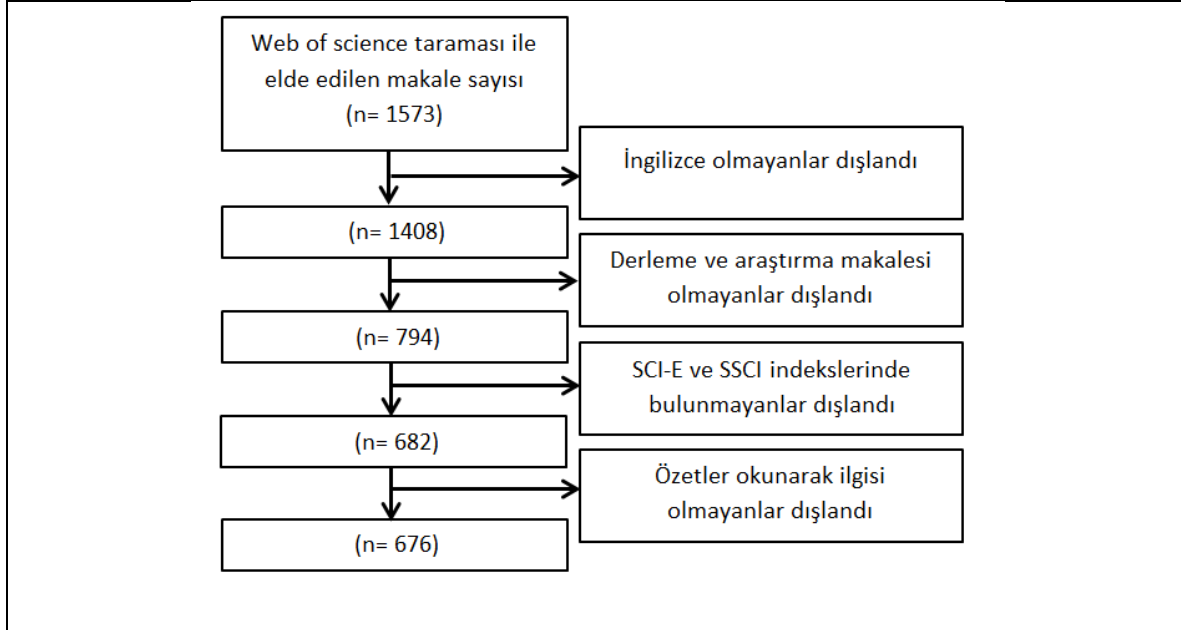 Web of science taraması ile
elde edilen makale sayısı
(n= 1573)
İngilizce olmayanlar dışlandı
(n= 1408)
Derleme ve araştırma makalesi
olmayanlar dışlandı
(n= 794)
SCI-E ve SSCI indekslerinde
bulunmayanlar dışlandı
(n= 682)
Özetler okunarak ilgisi
olmayanlar dışlandı
(n= 676)